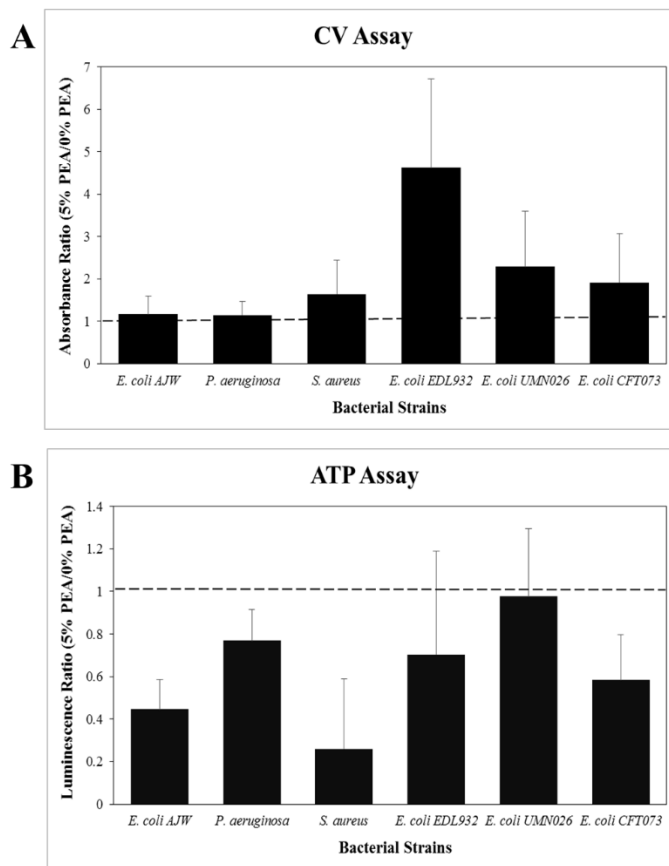 A
CV Assay
Absorbance Ratio (5% PEA/0% PEA)
7
6
5
4
3
2
1
0
E. coli AJW P. aeruginosa S. aureus E. coli EDL932 E. coli UMN026 E. coli CFT073
Bacterial Strains
B
ATP Assay
Luminescence Ratio (5% PEA/0% PEA)
1.4
1.2
1
0.8
0.6
0.4
0.2
0
E. coli AJW P. aeruginosa S. aureus E. coli EDL932 E. coli UMN026 E. coli CFT073
Bacterial Strains